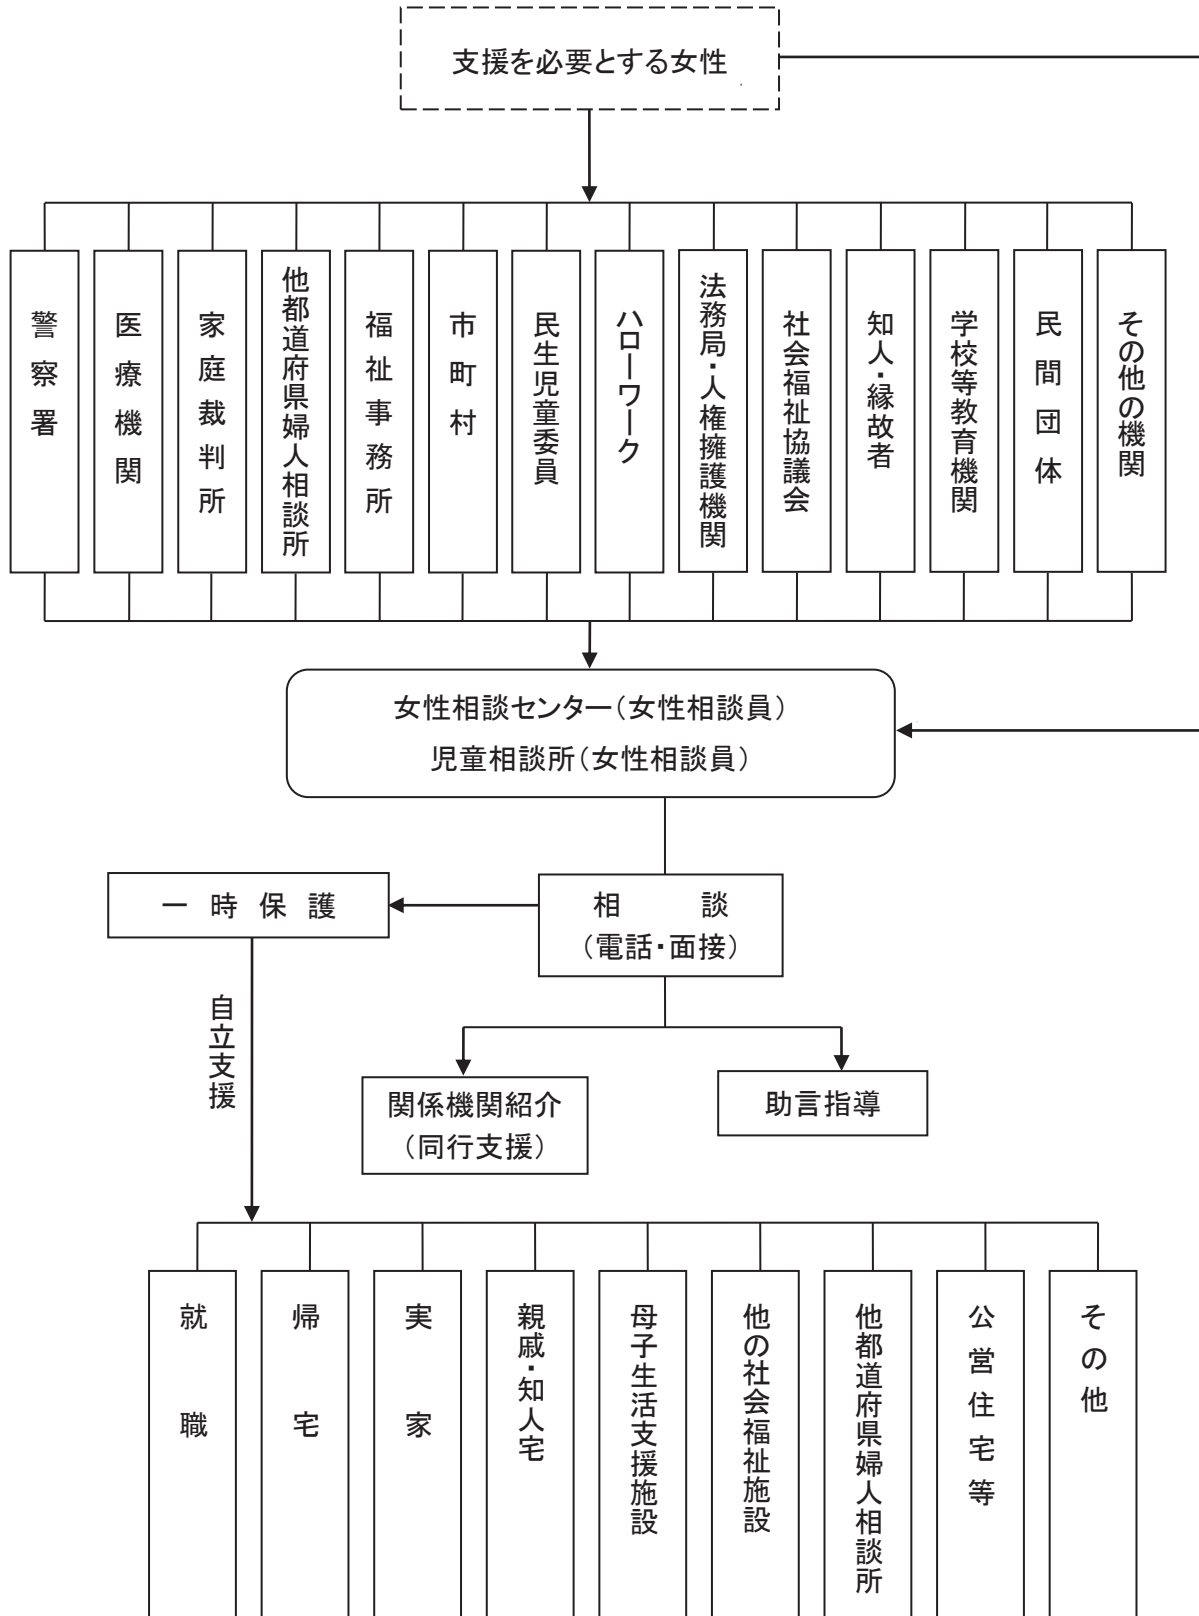 支援を必要とする女性
警察署
医療機関
家庭裁判所
他都道府県婦人相談所
福祉事務所
市町村
民生児童委員
ハローワーク
法務局・人権擁護機関
社会福祉協議会
知人・縁故者
学校等教育機関
民間団体
その他の機関
女性相談センター(女性相談員)
児童相談所(女性相談員)
一時保護
相談
(電話・面接)
自立支援
関係機関紹介
(同行支援)
助言指導
就職
帰宅
実家
親戚・知人宅
母子生活支援施設
他の社会福祉施設
他都道府県婦人相談所
公営住宅等
その他